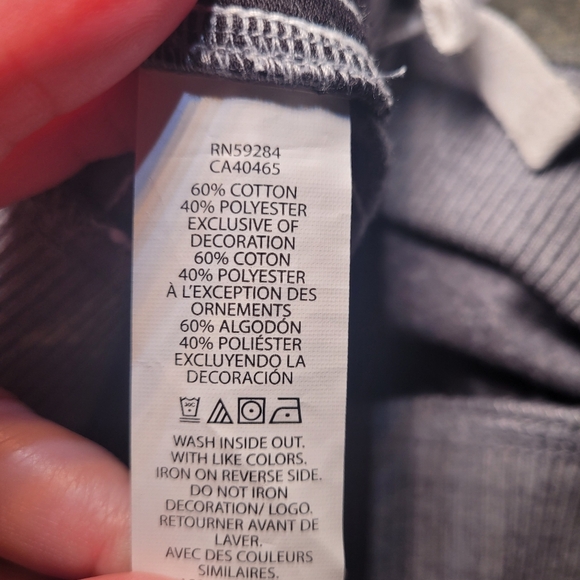 RN59284
CA40465
60% COTTON
40% POLYESTER
EXCLUSIVE OF
DECORATION
60% COTON
40% POLYESTER
À L'EXCEPTION DES
ORNEMENTS
60% ALGODÓN
40% POLIÉSTER
EXCLUYENDO LA
DECORACIÓN
WASH INSIDE OUT.
WITH LIKE COLORS.
IRON ON REVERSE SIDE.
DO NOT IRON
DECORATION/ LOGO.
RETOURNER AVANT DE
LAVER.
AVEC DES COULEURS
SIMILAIRES.